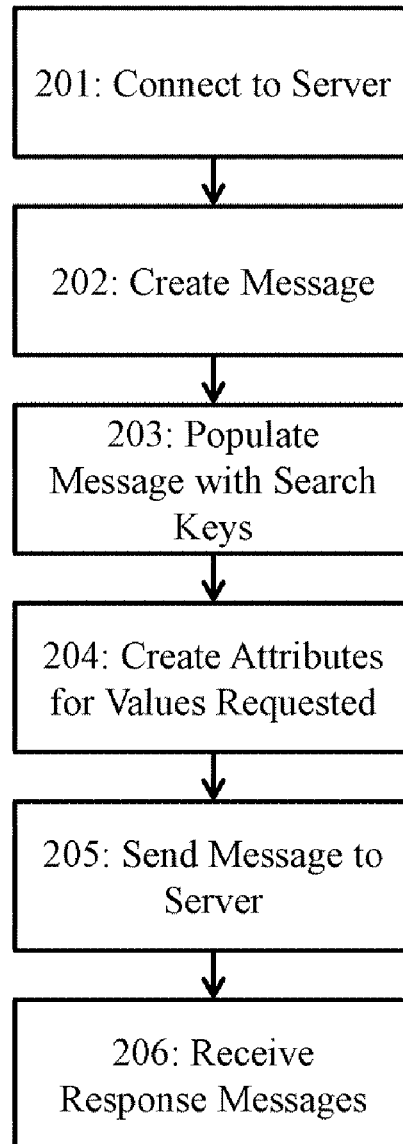 201: Connect to Server
202: Create Message
203: Populate
Message with Search
Keys
204: Create Attributes
for Values Requested
205: Send Message to
Server
206: Receive
Response Messages